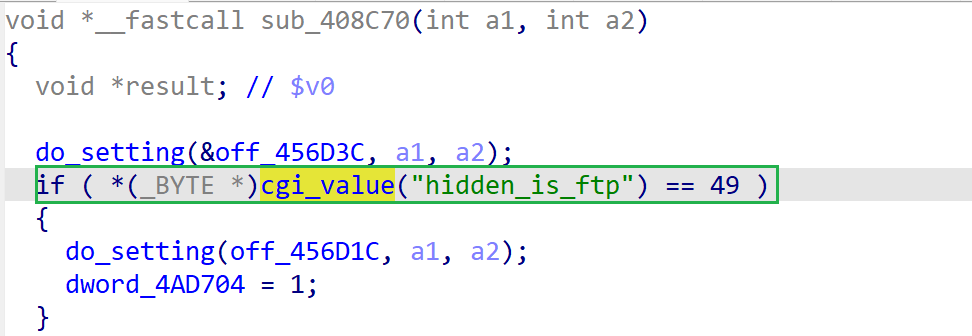 void *__fastcall sub_408C70(int a1, int a2)
{
  void *result; // $v0
  do_setting(&off_456D3C, a1, a2);
  if ( *(_BYTE *)cgi_value("hidden_is_ftp") == 49 )
  {
    do_setting(off_456D1C, a1, a2);
    dword_4AD704 = 1;
  }